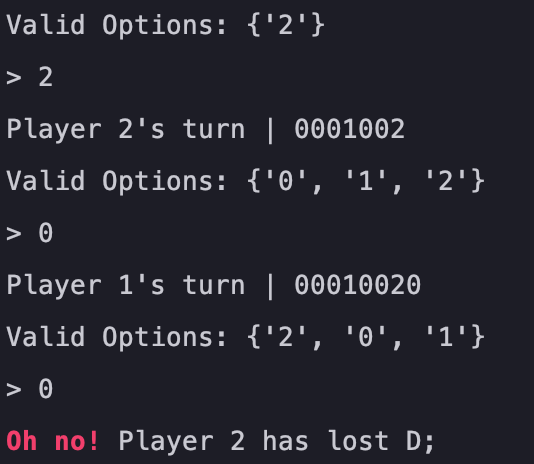 Valid Options: {'2'}
> 2
Player 2's turn | 0001002
Valid Options: {'0', '1', '2'}
> 0
Player 1's turn | 00010020
Valid Options: {'2', '0', '1'}
> 0
Oh no! Player 2 has lost D;